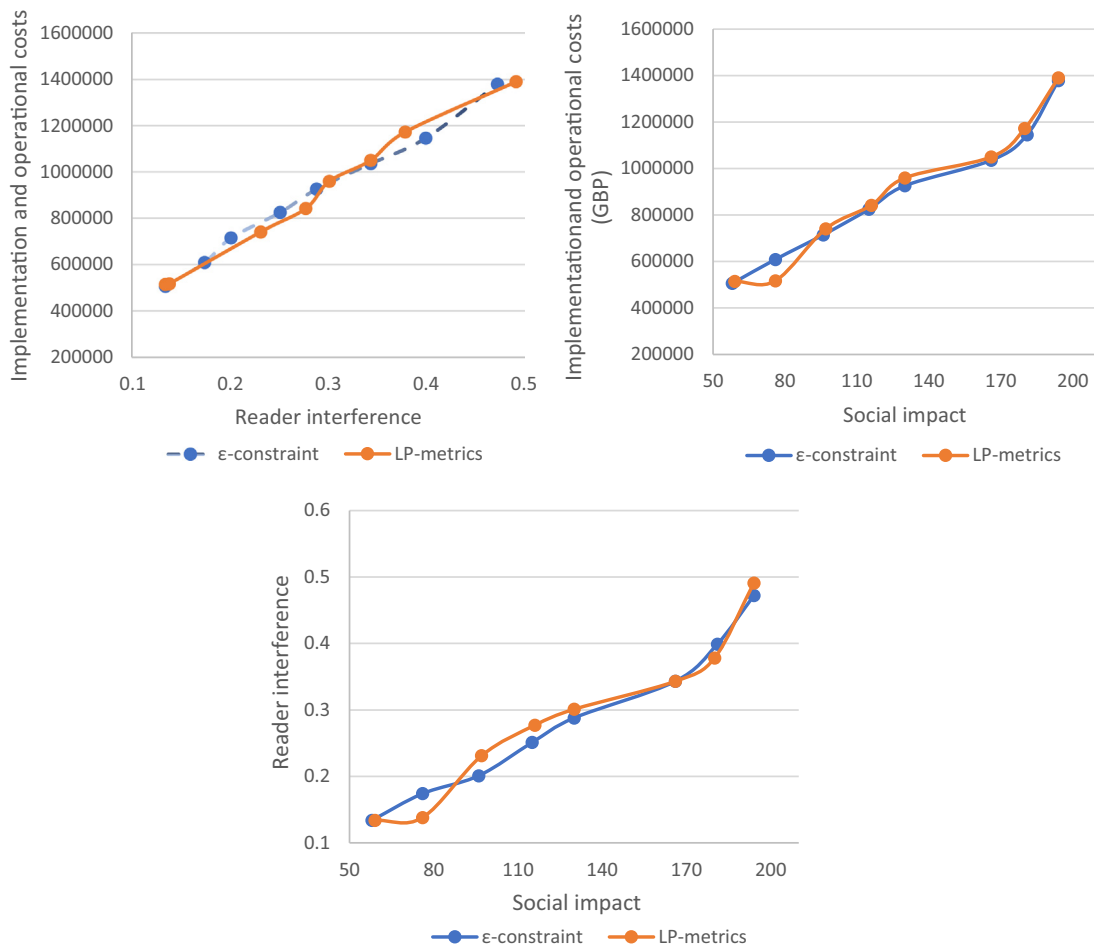 Implementation and operational costs
1600000
1400000
1200000
1000000
800000
600000
400000
200000
0.1 0.2 0.3 0.4 0.5
Reader interference
ε-constraint LP-metrics
Implementationand operational costs
(GBP)
1600000
1400000
1200000
1000000
800000
600000
400000
200000
50 80 110 140 170 200
Social impact
ε-constraint LP-metrics
Reader interference
0.6
0.5
0.4
0.3
0.2
0.1
50 80 110 140 170 200
Social impact
ε-constraint LP-metrics